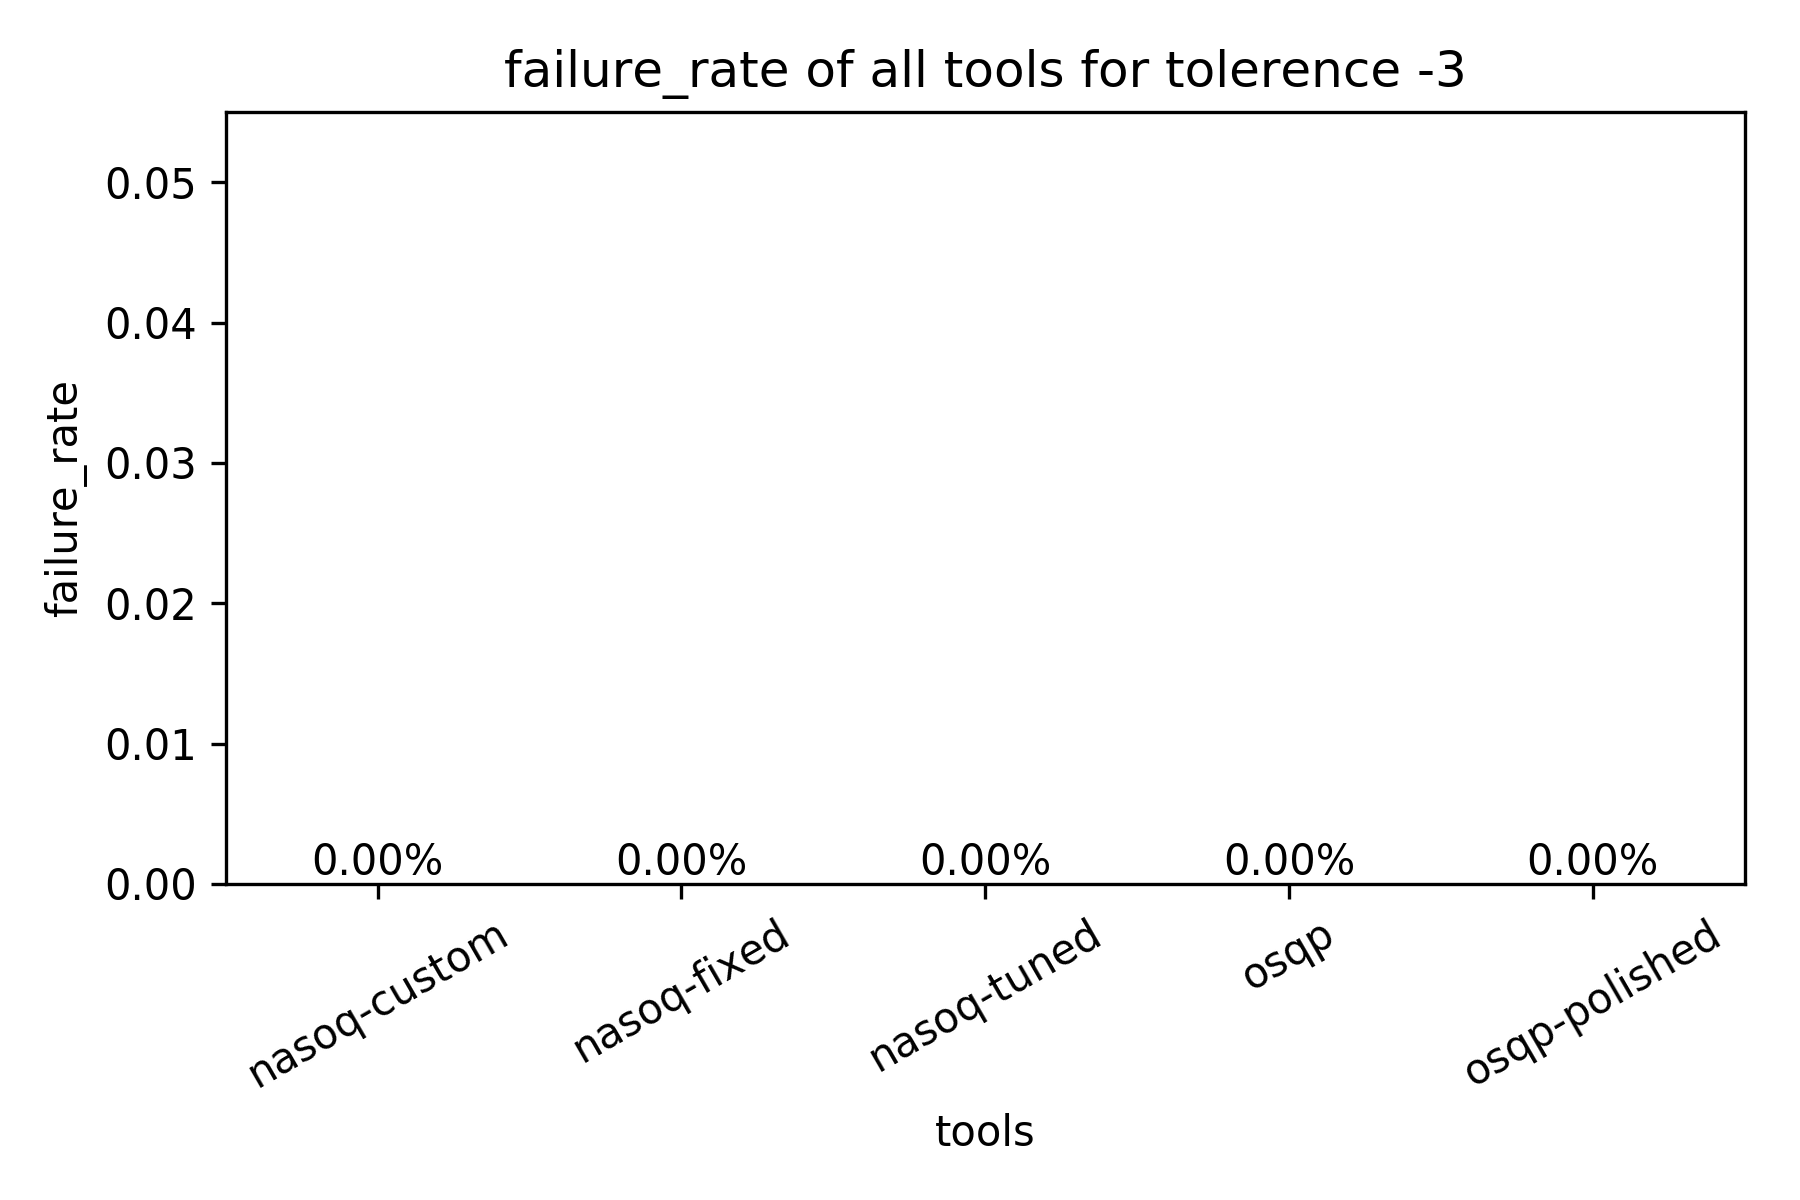 failure_rate of all tools for tolerence -3
failure_rate
0.05
0.04
0.03
0.02
0.01
0.00
0.00% 0.00% 0.00% 0.00% 0.00%
nasoq-custom nasoq-fixed nasoq-tuned osqp osqp-polished
tools